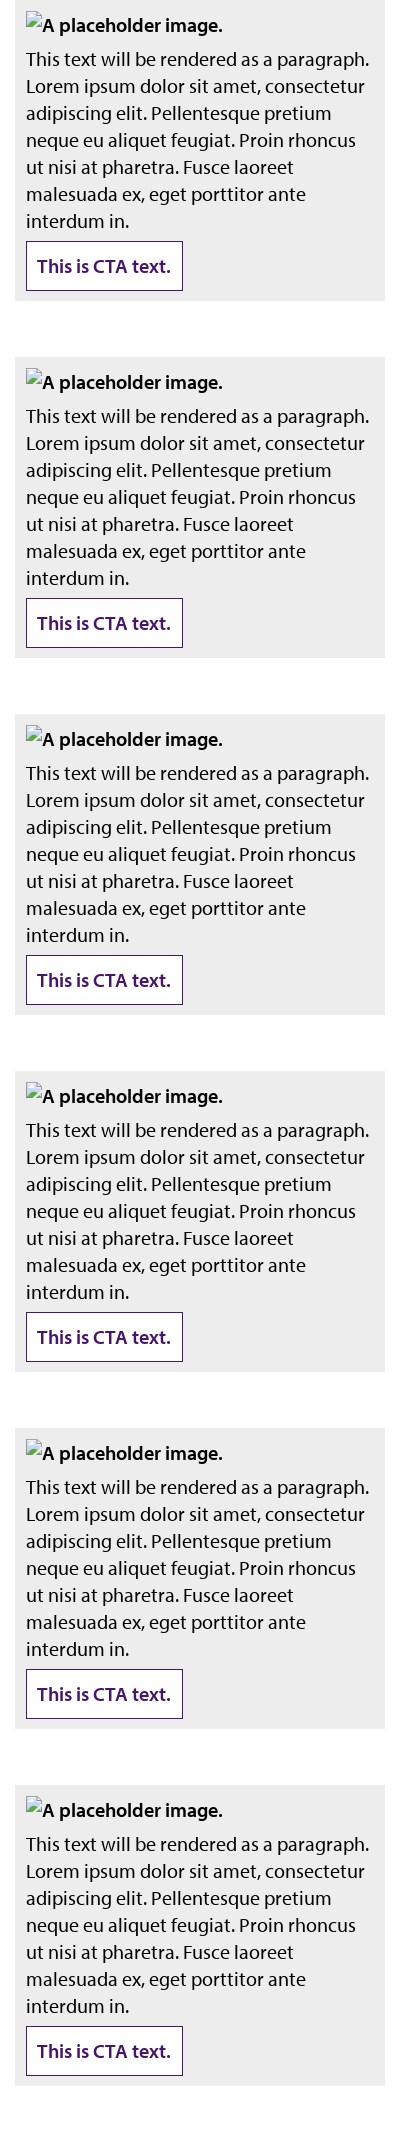 A placeholder image.
This text will be rendered as a paragraph.
Lorem ipsum dolor sit amet, consectetur
adipiscing elit. Pellentesque pretium
neque eu aliquet feugiat. Proin rhoncus
ut nisi at pharetra. Fusce laoreet
malesuada ex, eget porttitor ante
interdum in.
This is CTA text.
A placeholder image.
This text will be rendered as a paragraph.
Lorem ipsum dolor sit amet, consectetur
adipiscing elit. Pellentesque pretium
neque eu aliquet feugiat. Proin rhoncus
ut nisi at pharetra. Fusce laoreet
malesuada ex, eget porttitor ante
interdum in.
This is CTA text.
A placeholder image.
This text will be rendered as a paragraph.
Lorem ipsum dolor sit amet, consectetur
adipiscing elit. Pellentesque pretium
neque eu aliquet feugiat. Proin rhoncus
ut nisi at pharetra. Fusce laoreet
malesuada ex, eget porttitor ante
interdum in.
This is CTA text.
A placeholder image.
This text will be rendered as a paragraph.
Lorem ipsum dolor sit amet, consectetur
adipiscing elit. Pellentesque pretium
neque eu aliquet feugiat. Proin rhoncus
ut nisi at pharetra. Fusce laoreet
malesuada ex, eget porttitor ante
interdum in.
This is CTA text.
A placeholder image.
This text will be rendered as a paragraph.
Lorem ipsum dolor sit amet, consectetur
adipiscing elit. Pellentesque pretium
neque eu aliquet feugiat. Proin rhoncus
ut nisi at pharetra. Fusce laoreet
malesuada ex, eget porttitor ante
interdum in.
This is CTA text.
A placeholder image.
This text will be rendered as a paragraph.
Lorem ipsum dolor sit amet, consectetur
adipiscing elit. Pellentesque pretium
neque eu aliquet feugiat. Proin rhoncus
ut nisi at pharetra. Fusce laoreet
malesuada ex, eget porttitor ante
interdum in.
This is CTA text.